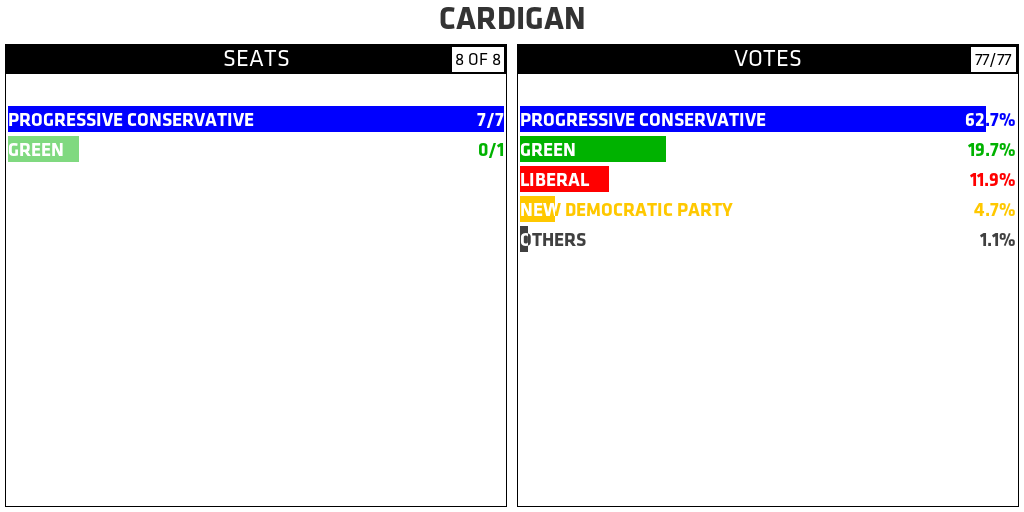 CARDIGAN
SEATS
8 OF 8
PROGRESSIVE CONSERVATIVE 7/7
GREEN 0/1
VOTES
77/77
PROGRESSIVE CONSERVATIVE 62.7%
GREEN 19.7%
LIBERAL 11.9%
NEW DEMOCRATIC PARTY 4.7%
OTHERS 1.1%